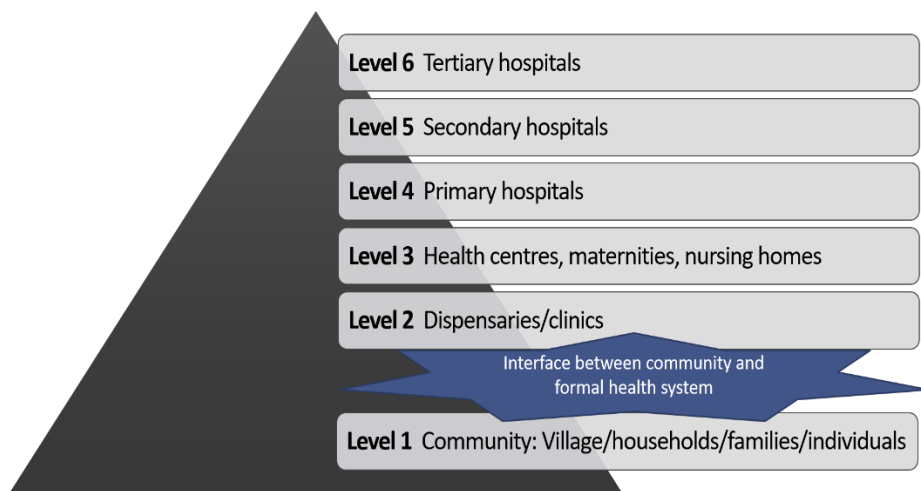 Level 6 Tertiary hospitals
Level 5 Secondary hospitals
Level 4 Primary hospitals
Level 3 Health centres, maternities, nursing homes
Level 2 Dispensaries/clinics
Interface between community and
formal health system
Level 1 Community: Village/households/families/individuals